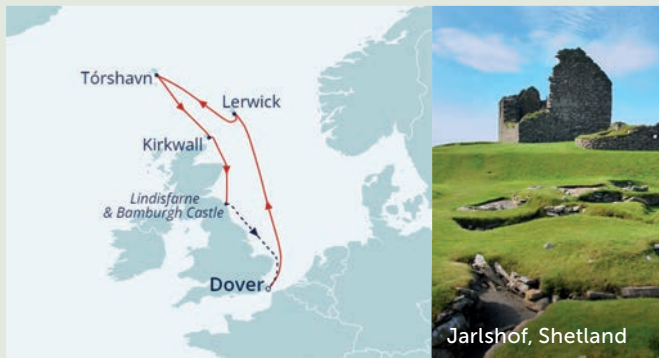 Tórshavn
Lerwick
Kirkwall
Lindisfarne
& Bamburgh Castle
Dover
Jarlshof, Shetland